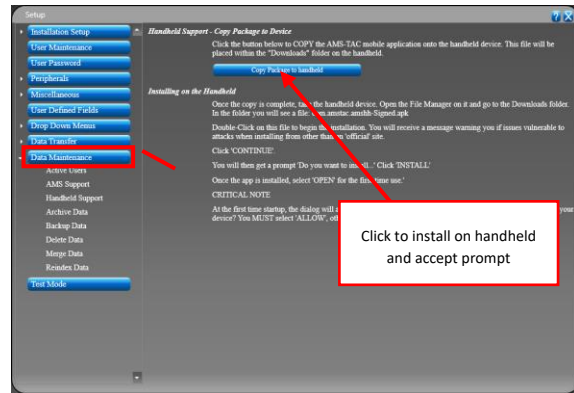 Setup
Installation Setup
User Maintenance
User Password
Peripherals
Miscellaneous
User Defined Fields
Drop Down Menus
Data Transfer
Data Maintenance
Active Users
AMS Support
Handheld Support
Archive Data
Backup Data
Delete Data
Merge Data
Reindex Data
Test Mode
Handheld Support - Copy Package to Device
Click the button below to COPY the AMS-TAC mobile application onto the handheld device. This file will be
placed within the "Downloads" folder on the handheld.
Copy Package to handheld
Installing on the Handheld
Once the copy is complete, the handheld device. Open the File Manager on it and go to the Downloads folder.
In the folder you will see a file: .amstac.amshh-Signed.apk
Double-Click on this file to begin the installation. You will receive a message warning you if issues vulnerable to
attacks when installing from other than 'official' site.
Click 'CONTINUE'.
You will then get a prompt 'Do you want to install...' Click 'INSTALL'
Once the app is installed, select 'OPEN' for the first time use.'
CRITICAL NOTE
At the first time startup, the dialog will your
device? You MUST select 'ALLOW',
Click to install on handheld
and accept prompt